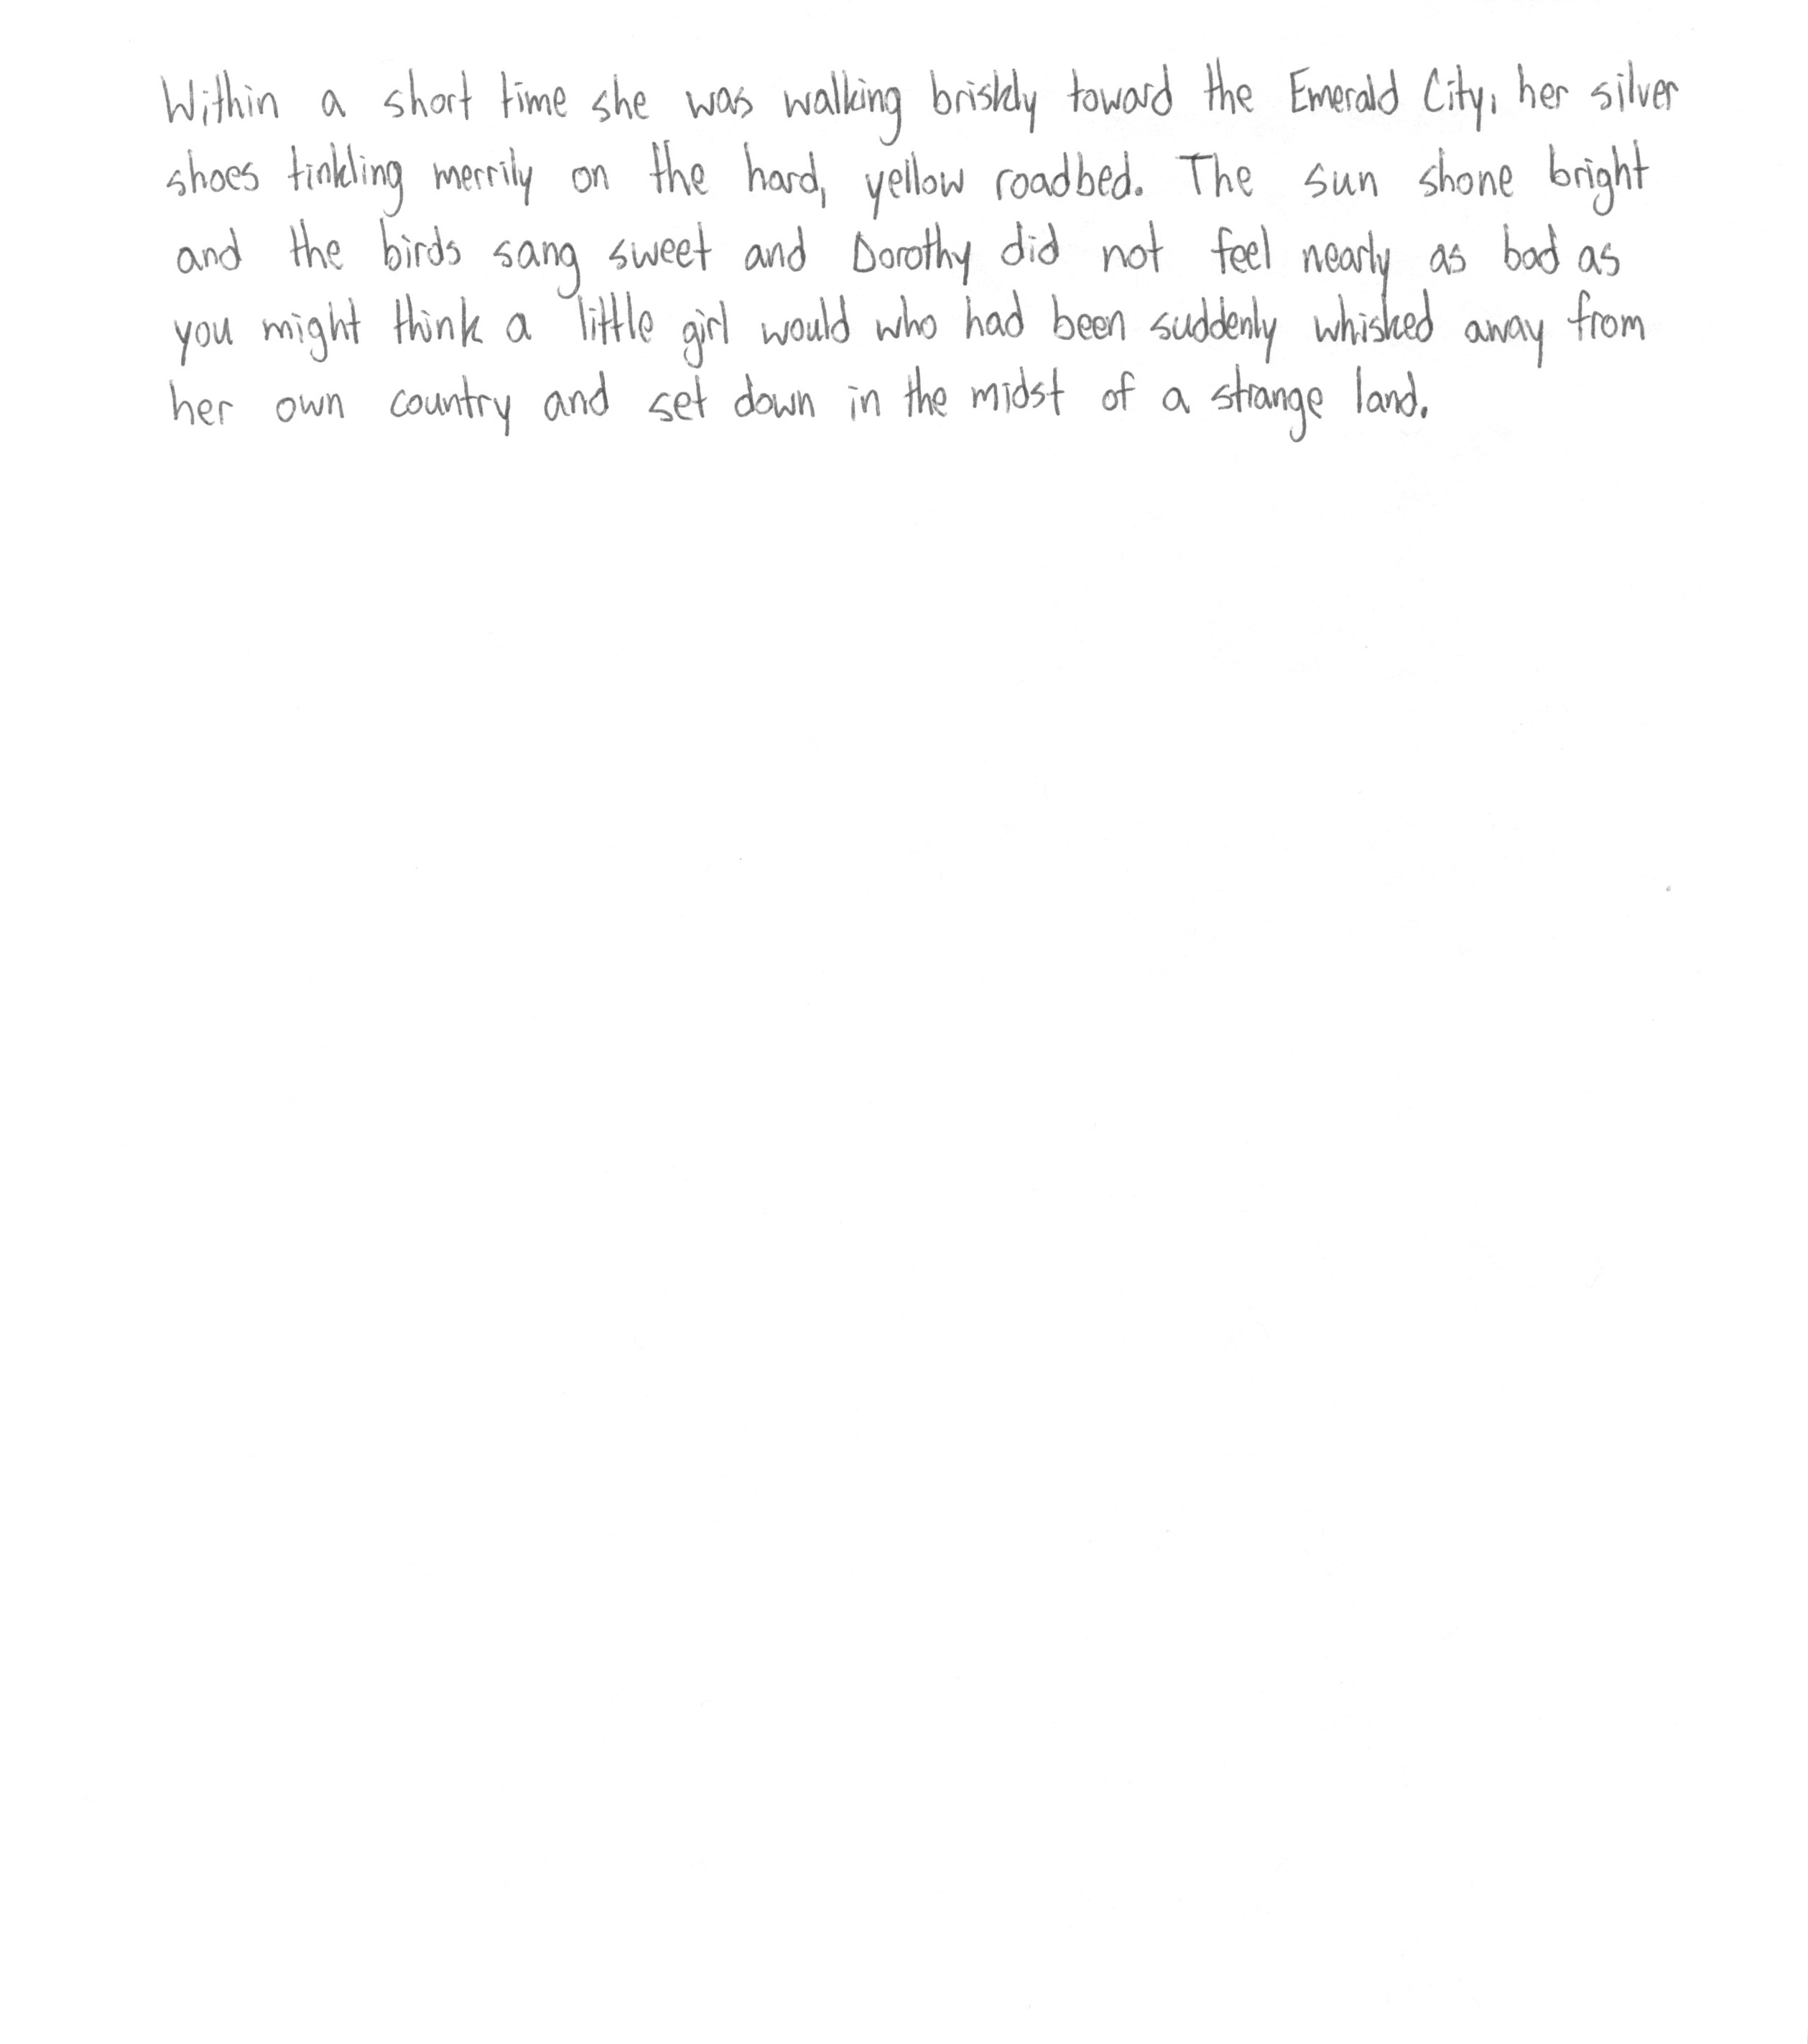 Within a short time she was walking briskly toward the Emerald City, her silver
shoes tinkling merrily on the hard, yellow roadbed. The sun shone bright
and the birds sang sweet and Dorothy did not feel nearly as bad as
you might think a little girl would who had been suddenly whisked away from
her own country and set down in the midst of a strange land.